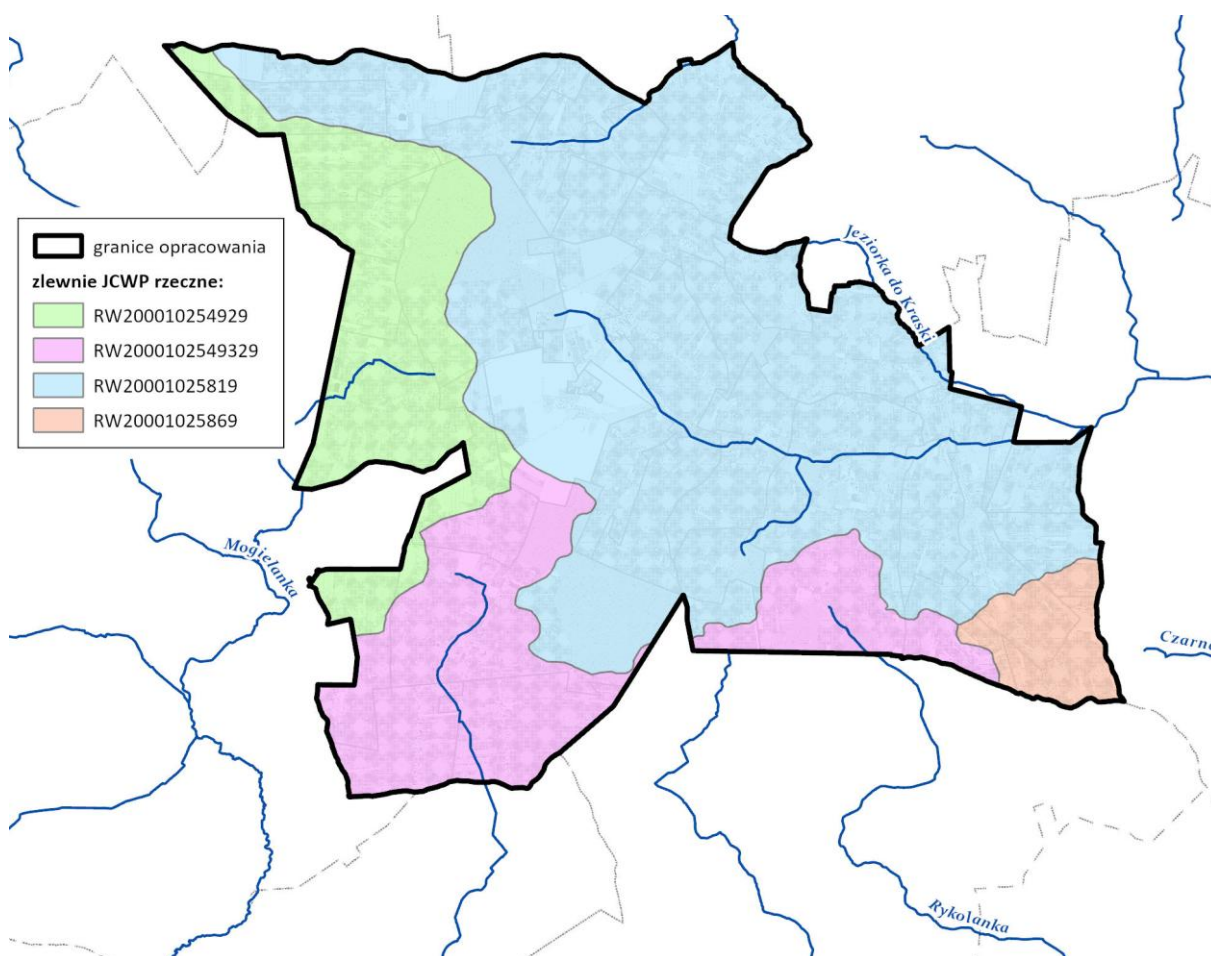 granice opracowania
zlewnie JCWP rzeczne:
RW200010254929
RW2000102549329
RW20001025819
RW20001025869
Jeziorka do Kraski
Mogielanka
Czarna
Rykolanka